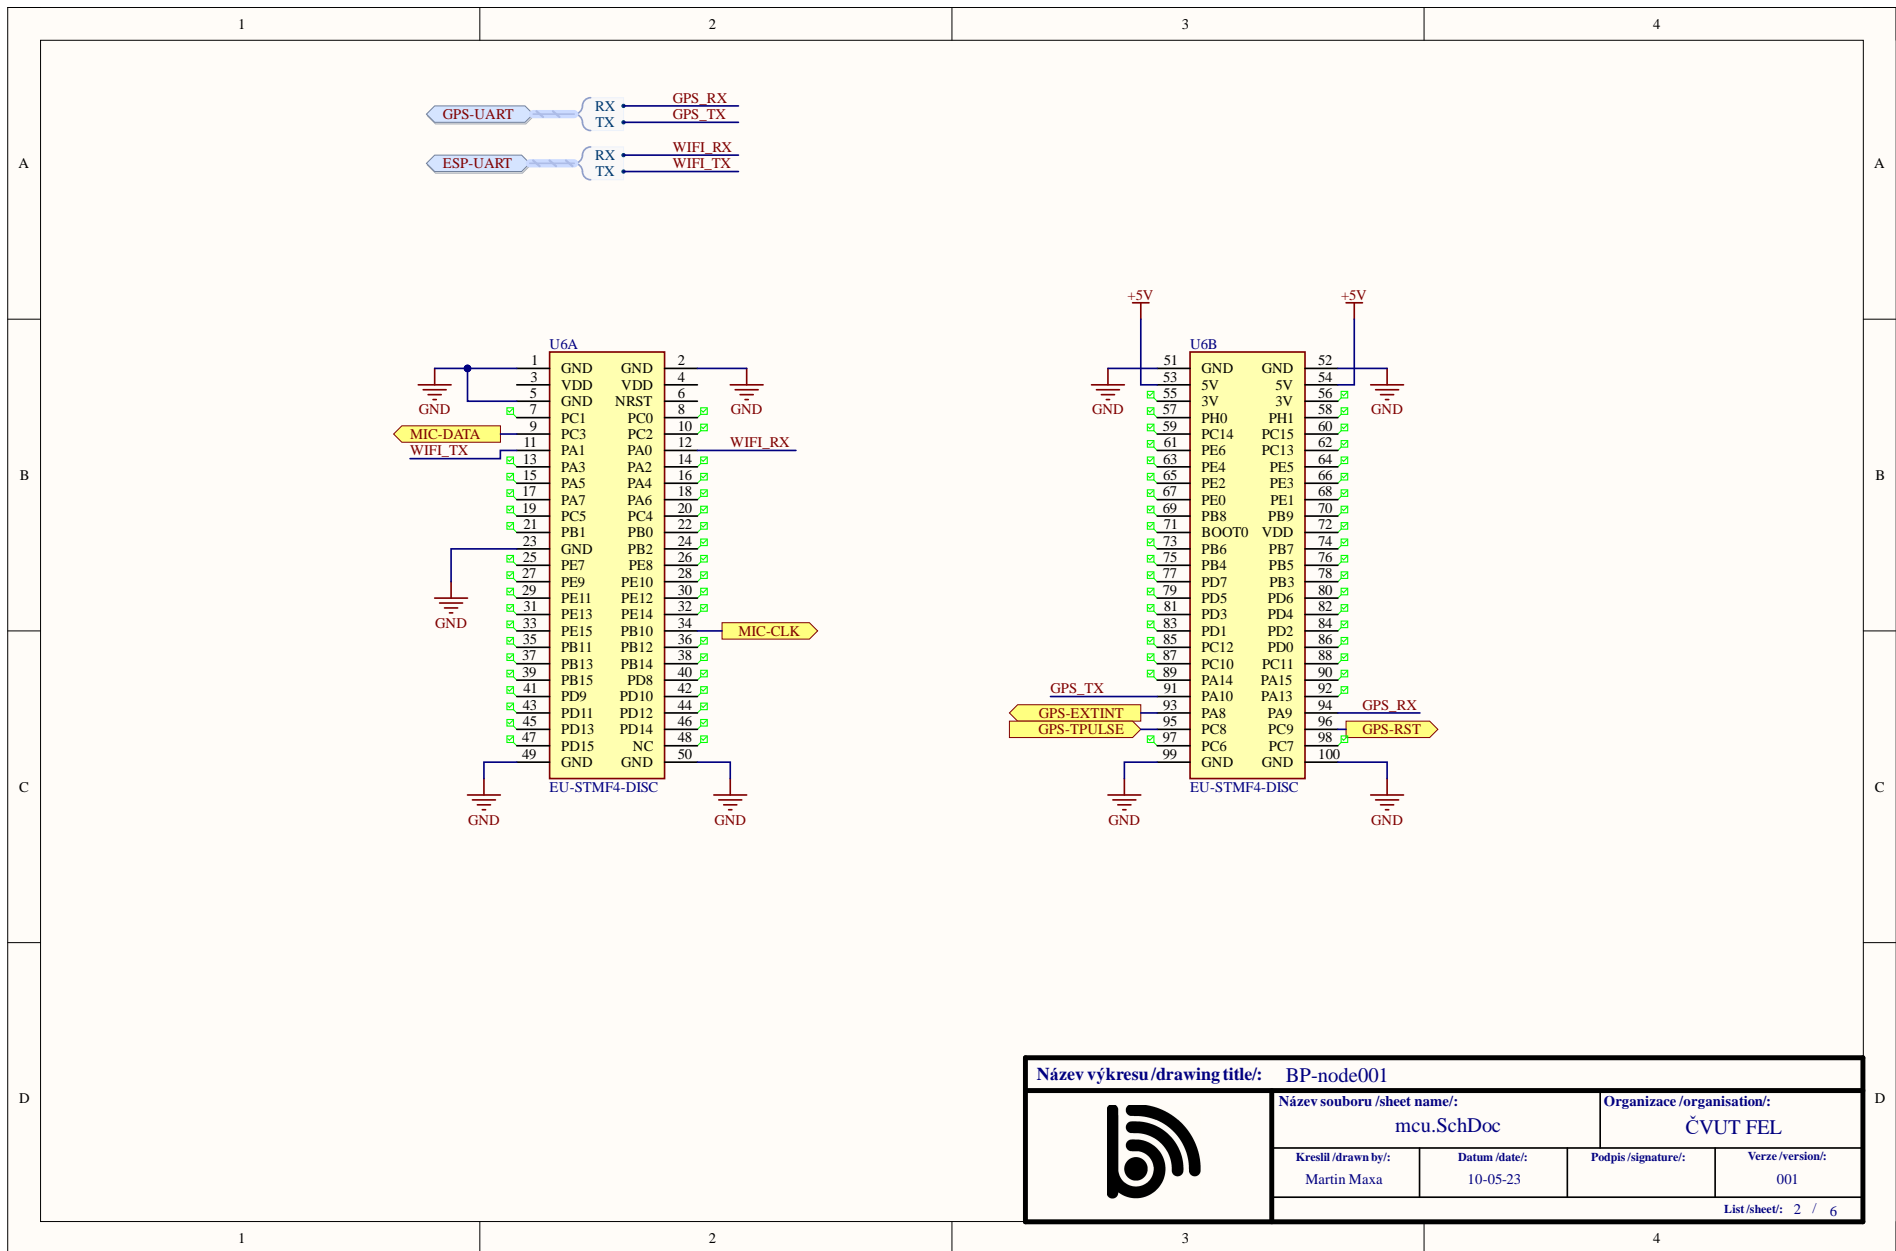 1 2 3 4
GPS-UART RX GPS_RX
TX GPS_TX
ESP-UART RX WIFI_RX
TX WIFI_TX
A A
+5V +5V
U6A U6B
1 GND GND 2
3 VDD VDD 4
5 GND NRST 6
7 PC1 PC0 8
MIC-DATA 9 PC3 PC2 10
WIFI_TX 11 PA1 PA0 12 WIFI_RX
13 PA3 PA2 14
15 PA5 PA4 16
17 PA7 PA6 18
19 PC5 PC4 20
21 PB1 PB0 22
23 GND PB2 24
25 PE7 PE8 26
27 PE9 PE10 28
29 PE11 PE12 30
31 PE13 PE14 32
33 PE15 PB10 34 MIC-CLK
35 PB11 PB12 36
37 PB13 PB14 38
39 PB15 PD8 40
41 PD9 PD10 42
43 PD11 PD12 44
45 PD13 PD14 46
47 PD15 NC 48
49 GND GND 50
EU-STMF4-DISC
GND GND
GND
GND GND
51 GND GND 52
53 5V 5V 54
55 3V 3V 56
57 PH0 PH1 58
59 PC14 PC15 60
61 PE6 PC13 62
63 PE4 PE5 64
65 PE2 PE3 66
67 PE0 PE1 68
69 PB8 PB9 70
71 BOOT0 VDD 72
73 PB6 PB7 74
75 PB4 PB5 76
77 PD7 PB3 78
79 PD5 PD6 80
81 PD3 PD4 82
83 PD1 PD2 84
85 PC12 PD0 86
87 PC10 PC11 88
89 PA14 PA15 90
GPS_TX 91 PA10 PA13 92
GPS-EXTINT 93 PA8 PA9 94 GPS_RX
GPS-TPULSE 95 PC8 PC9 96 GPS-RST
97 PC6 PC7 98
99 GND GND 100
EU-STMF4-DISC
GND GND
GND GND
B B
C C
D D
Název výkresu /drawing title/: BP-node001
Název souboru /sheet name/: Organizace /organisation/:
mcu.SchDoc ČVUT FEL
Kreslil /drawn by/: Datum /date/: Podpis /signature/: Verze /version/:
Martin Maxa 10-05-23 001
List /sheet/: 2 / 6
1 2 3 4